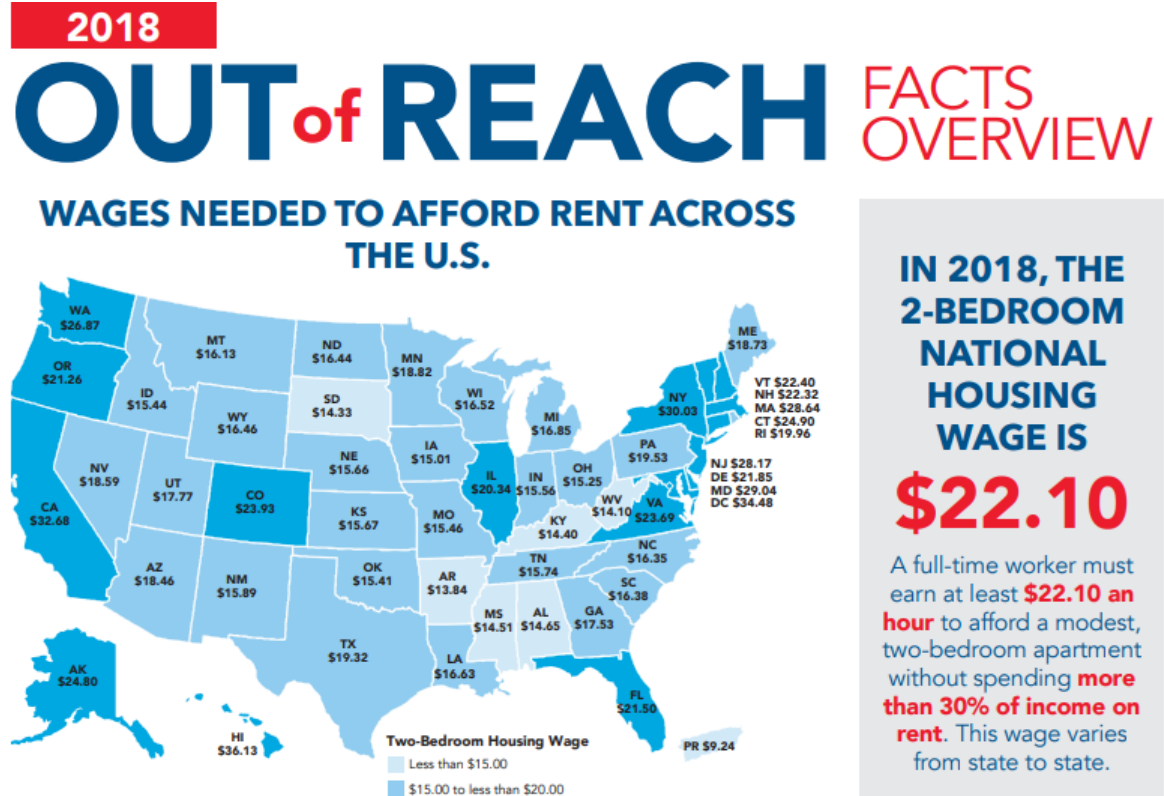 2018
OUT of REACH
FACTS
OVERVIEW
WAGES NEEDED TO AFFORD RENT ACROSS
THE U.S.
WA
$26.87
OR
$21.26
CA
$32.68
ID
$15.44
NV
$18.59
MT
$16.13
WY
$16.46
UT
$17.77
AZ
$18.46
CO
$23.93
NM
$15.89
ND
$16.44
SD
$14.33
NE
$15.66
KS
$15.67
OK
$15.41
TX
$19.32
MN
$18.82
IA
$15.01
MO
$15.46
AR
$13.84
LA
$16.63
WI
$16.52
IL
$20.34
MI
$16.85
IN
$15.56
OH
$15.25
KY
$14.40
TN
$15.74
MS
$14.51
AL
$14.65
GA
$17.53
FL
$21.50
SC
$16.38
NC
$16.35
VA
$23.69
WV
$14.10
PA
$19.53
NY
$30.03
ME
$18.73
VT $22.40
NH $22.32
MA $28.64
CT $24.90
RI $19.96
NJ $28.17
DE $21.85
MD $29.04
DC $34.48
AK
$24.80
HI
$36.13
PR $9.24
Two-Bedroom Housing Wage
Less than $15.00
$15.00 to less than $20.00
IN 2018, THE
2-BEDROOM
NATIONAL
HOUSING
WAGE IS
$22.10
A full-time worker must
earn at least $22.10 an
hour to afford a modest,
two-bedroom apartment
without spending more
than 30% of income on
rent. This wage varies
from state to state.